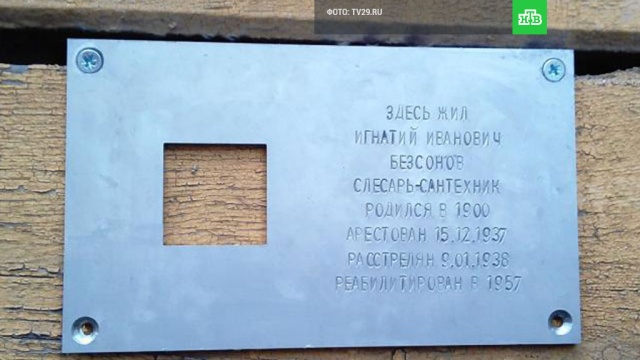 ФОТО: TV29.RU
НТВ
ЗДЕСЬ ЖИЛ
ИГНАТИЙ ИВАНОВИЧ
БЕЗСОНОВ
СЛЕСАРЬ-САНТЕХНИК
РОДИЛСЯ В 1900
АРЕСТОВАН 15.12.1937
РАССТРЕЛЯН 9.01.1938
РЕАБИЛИТИРОВАН В 1957